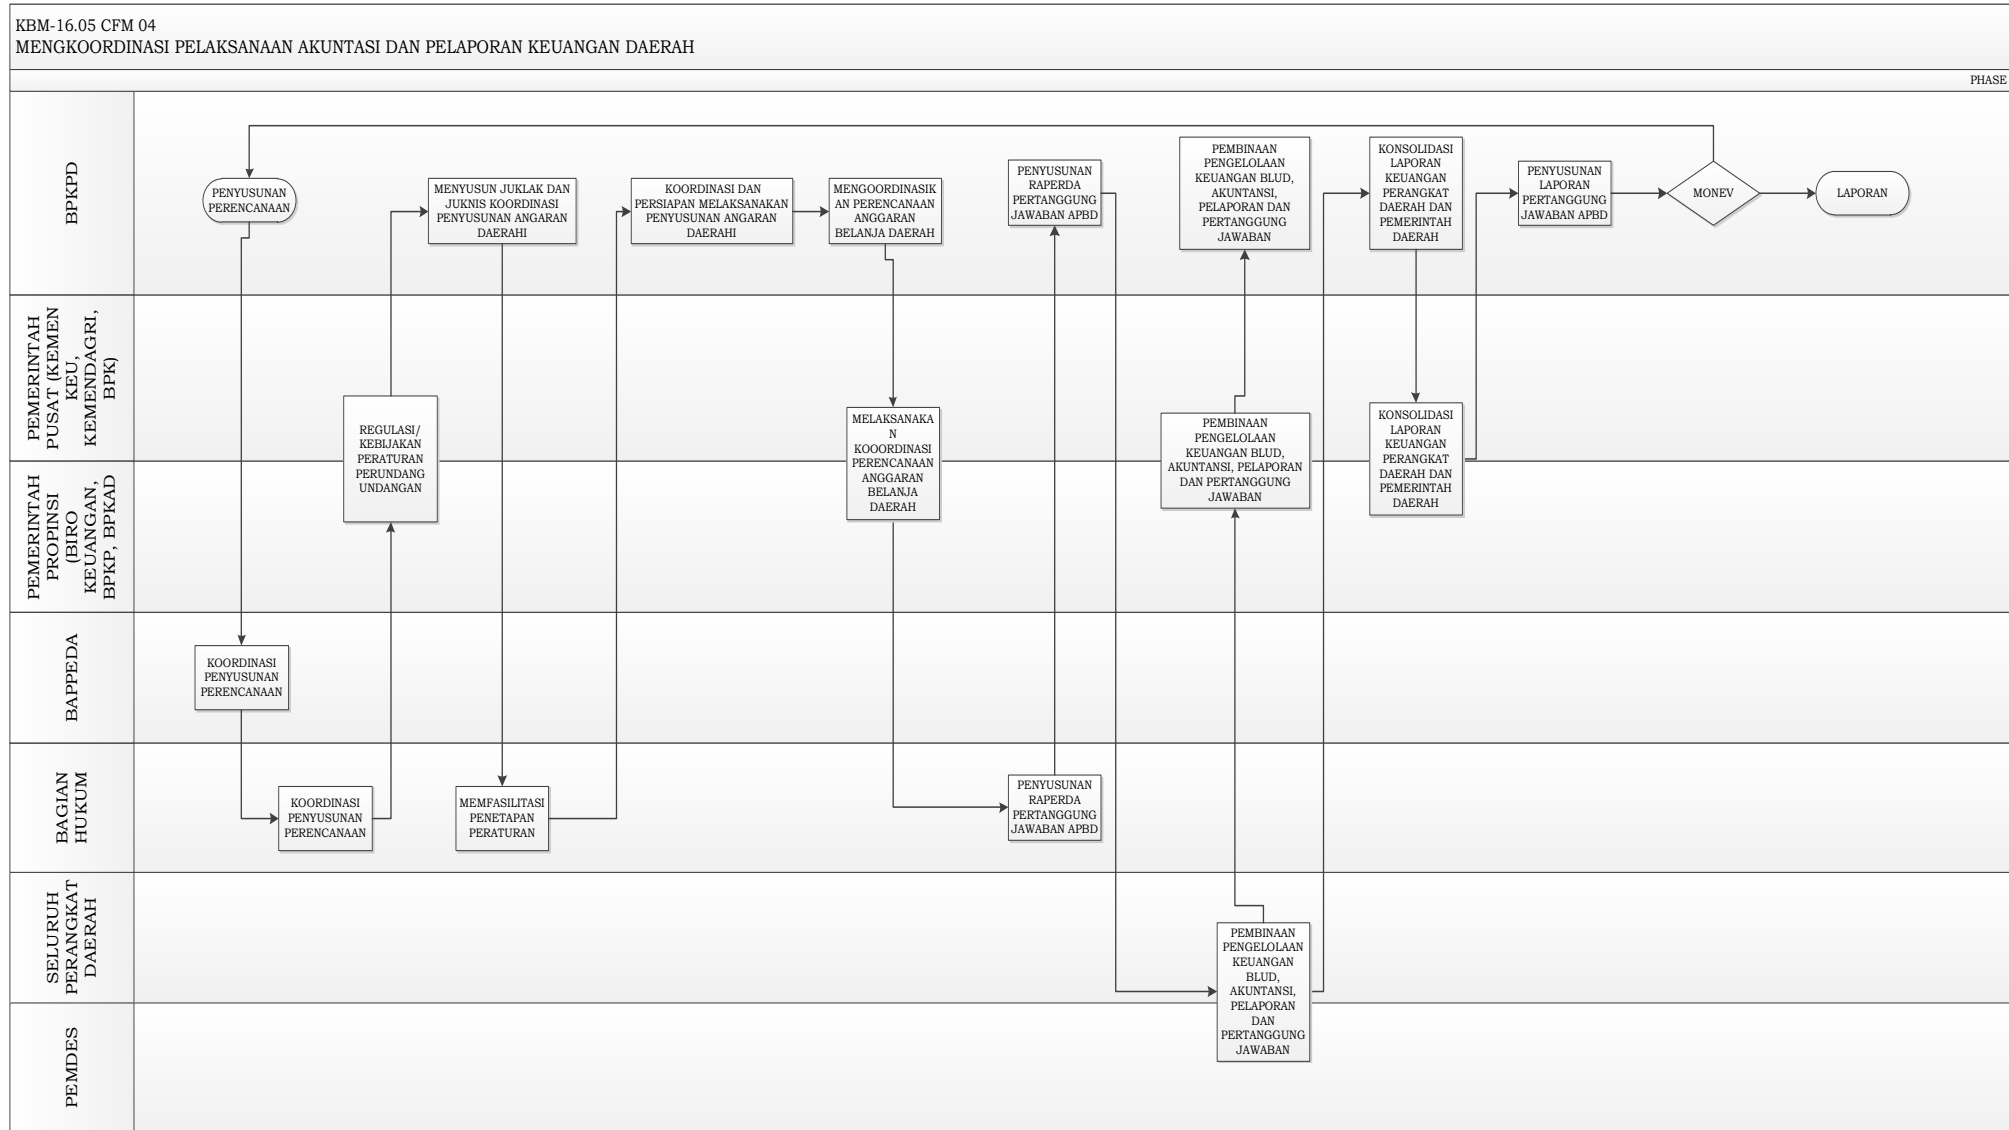 KBM-16.05 CFM 04
MENGKOORDINASI PELAKSANAAN AKUNTASI DAN PELAPORAN KEUANGAN DAERAH
PHASE
BPKPD
PENYUSUNAN
PERENCANAAN
MENYUSUN JUKLAK DAN
JUKNIS KOORDINASI
PENYUSUNAN ANGARAN
DAERAHI
KOORDINASI DAN
PERSIAPAN MELAKSANAKAN
PENYUSUNAN ANGARAN
DAERAHI
MENGOORDINASIK
AN PERENCANAAN
ANGGARAN
BELANJA DAERAH
PENYUSUNAN
RAPERDA
PERTANGGUNG
JAWABAN APBD
PEMBINAAN
PENGELOLAAN
KEUANGAN BLUD,
AKUNTANSI,
PELAPORAN DAN
PERTANGGUNG
JAWABAN
KONSOLIDASI
LAPORAN
KEUANGAN
PERANGKAT
DAERAH DAN
PEMERINTAH
DAERAH
PENYUSUNAN
LAPORAN
PERTANGGUNG
JAWABAN APBD
MONEV
LAPORAN
PEMERINTAH
PUSAT (KEMEN
KEU,
KEMENDAGRI,
BPK)
REGULASI/
KEBIJAKAN
PERATURAN
PERUNDANG
UNDANGAN
MELAKSANAKA
N
KOOORDINASI
PERENCANAAN
ANGGARAN
BELANJA
DAERAH
PEMBINAAN
PENGELOLAAN
KEUANGAN BLUD,
AKUNTANSI, PELAPORAN
DAN PERTANGGUNG
JAWABAN
KONSOLIDASI
LAPORAN
KEUANGAN
PERANGKAT
DAERAH DAN
PEMERINTAH
DAERAH
PEMERINTAH
PROPINSI
(BIRO
KEUANGAN,
BPKP, BPKAD
BAPPEDA
KOORDINASI
PENYUSUNAN
PERENCANAAN
BAGIAN
HUKUM
KOORDINASI
PENYUSUNAN
PERENCANAAN
MEMFASILITASI
PENETAPAN
PERATURAN
PENYUSUNAN
RAPERDA
PERTANGGUNG
JAWABAN APBD
SELURUH
PERANGKAT
DAERAH
PEMBINAAN
PENGELOLAAN
KEUANGAN
BLUD,
AKUNTANSI,
PELAPORAN
DAN
PERTANGGUNG
JAWABAN
PEMDES